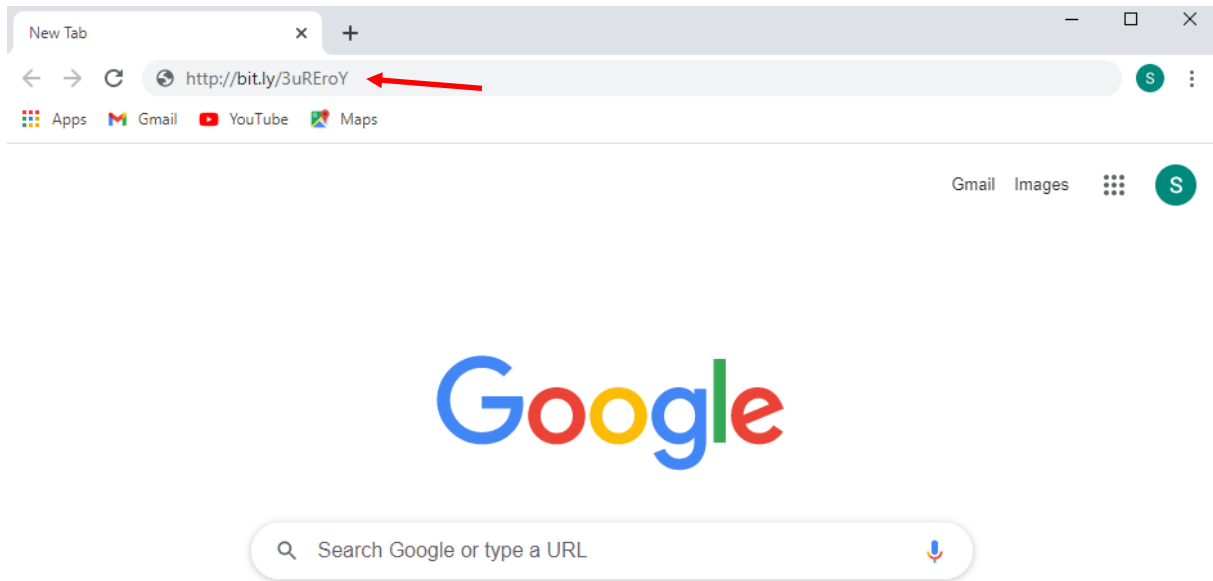 New Tab
http://bit.ly/3uREroY
S
Apps Gmail YouTube Maps
Gmail Images S
Google
Search Google or type a URL